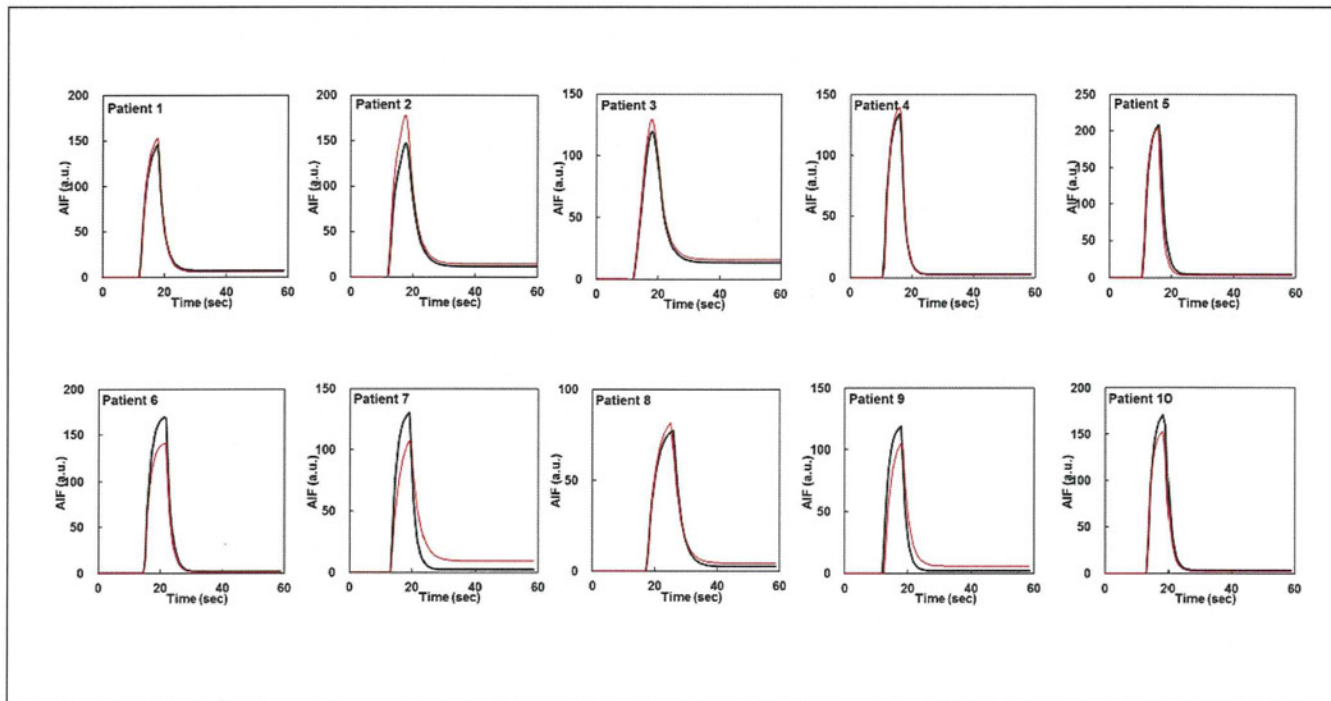 Patient 1
200
150
100
50
0
AIF (a.u.)
0 20 40 60
Time (sec)
Patient 2
200
150
100
50
0
AIF (a.u.)
0 20 40 60
Time (sec)
Patient 3
150
100
50
0
AIF (a.u.)
0 20 40 60
Time (sec)
Patient 4
150
100
50
0
AIF (a.u.)
0 20 40 60
Time (sec)
Patient 5
250
200
150
100
50
0
AIF (a.u.)
0 20 40 60
Time (sec)
Patient 6
200
150
100
50
0
AIF (a.u.)
0 20 40 60
Time (sec)
Patient 7
150
100
50
0
AIF (a.u.)
0 20 40 60
Time (sec)
Patient 8
100
50
0
AIF (a.u.)
0 20 40 60
Time (sec)
Patient 9
150
100
50
0
AIF (a.u.)
0 20 40 60
Time (sec)
Patient 10
200
150
100
50
0
AIF (a.u.)
0 20 40 60
Time (sec)